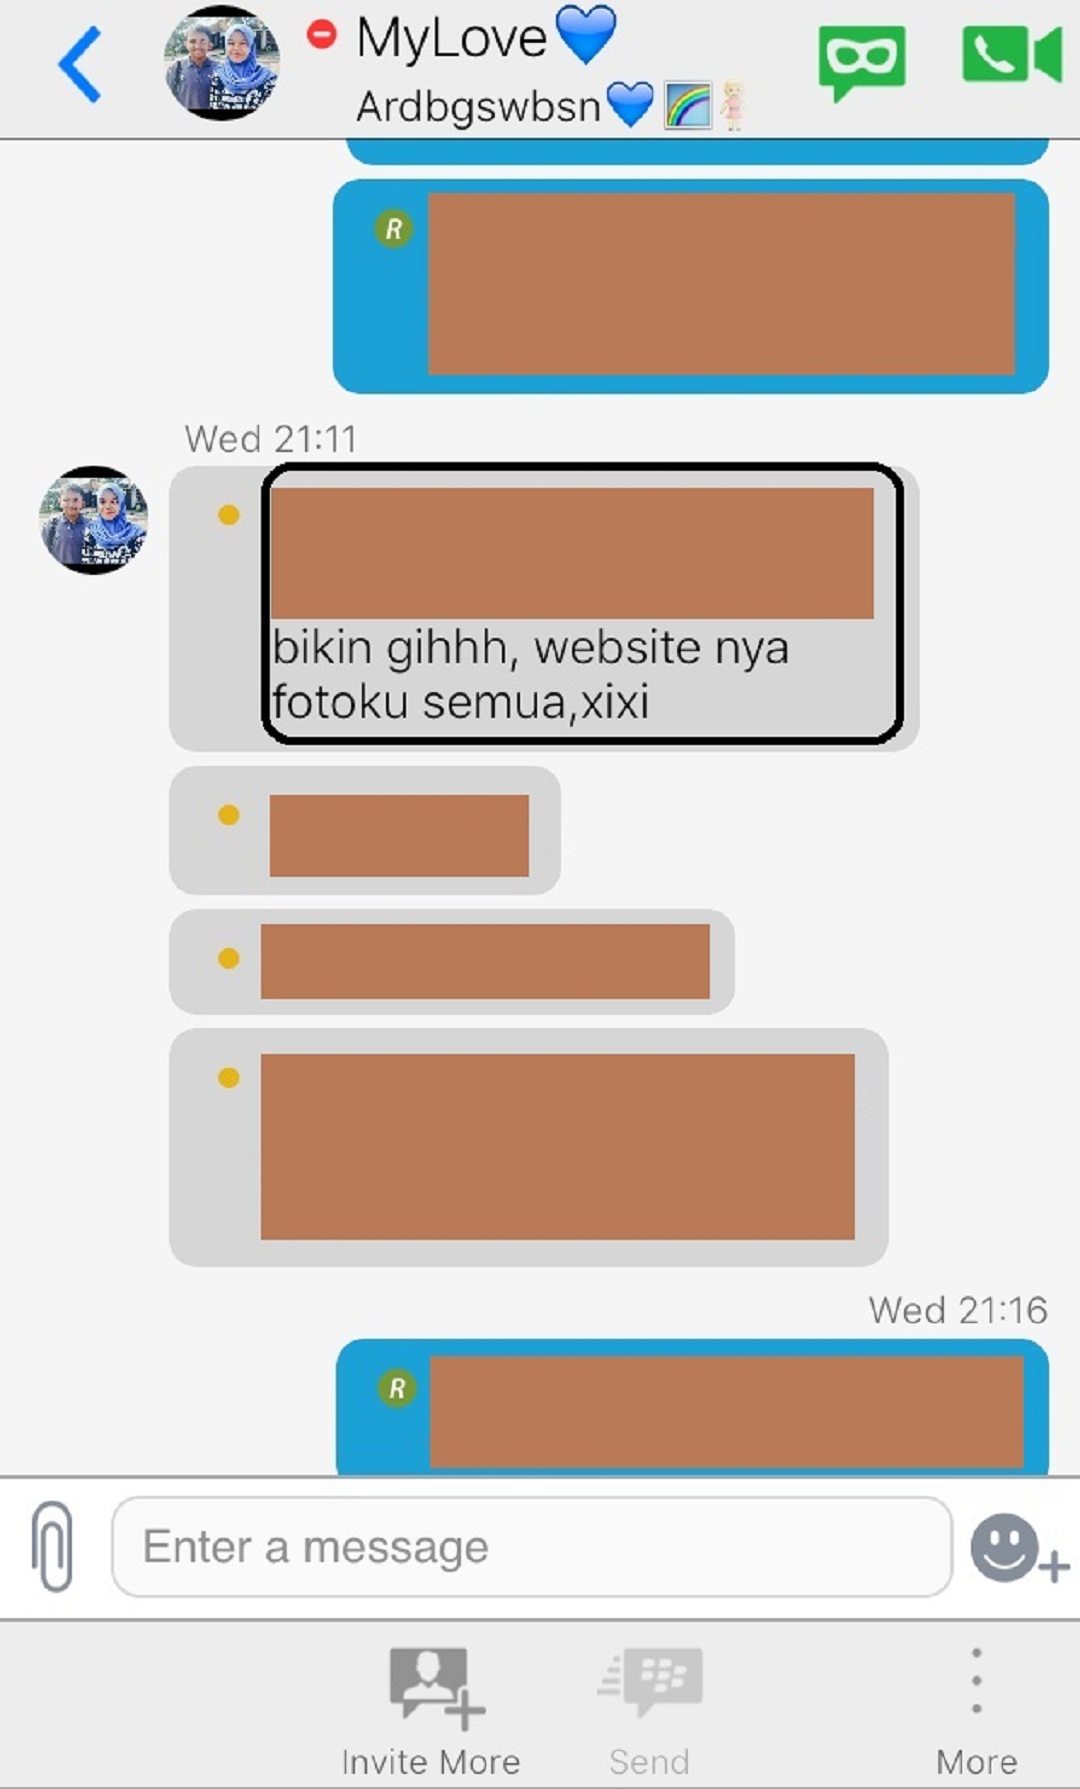 MyLove💙
Ardbgswbsn💙
R
Wed 21:11
bikin gihhh, website nya
fotoku semua,xixi
Wed 21:16
R
Enter a message
Invite More
Send
More